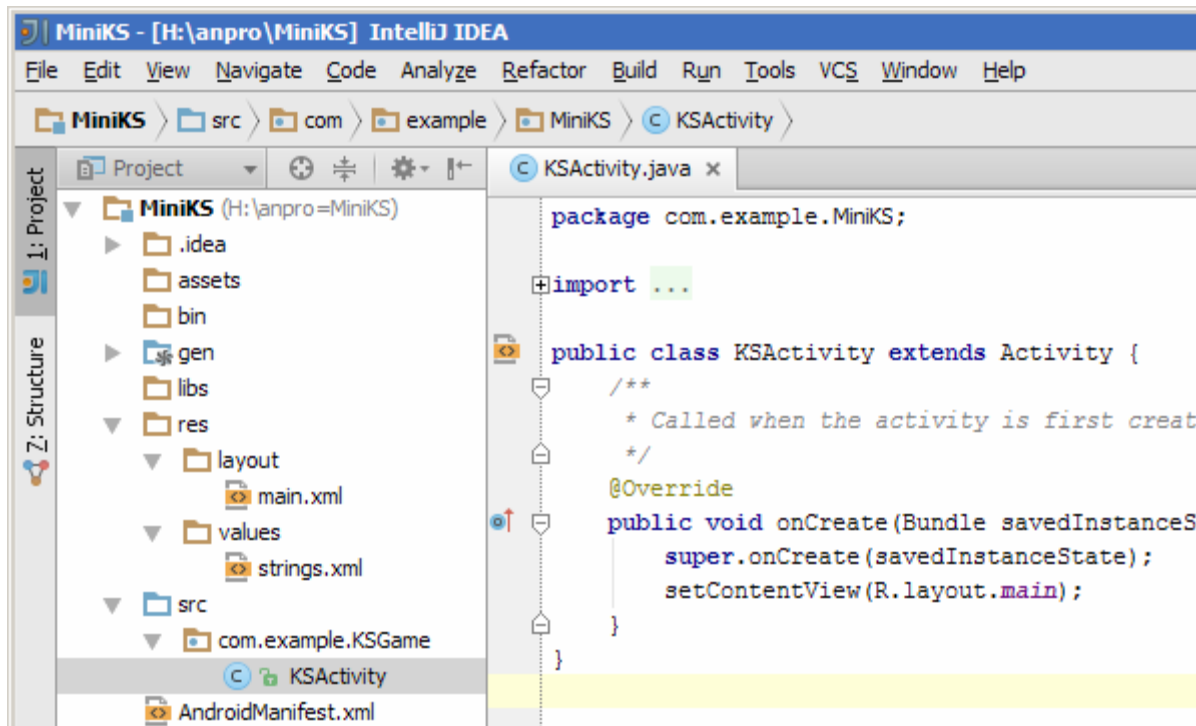 MiniKS - [H:\anpro\MiniKS] IntelliJ IDEA
File Edit View Navigate Code Analyze Refactor Build Run Tools VCS Window Help
MiniKS src com example MiniKS KSActivity
1: Project
Z: Structure
Project
MiniKS (H:\anpro=MiniKS)
.idea
assets
bin
gen
libs
res
layout
main.xml
values
strings.xml
src
com.example.KSGame
KSActivity
AndroidManifest.xml
KSActivity.java
package com.example.MiniKS;
import ...
public class KSActivity extends Activity {
/**
* Called when the activity is first creat
*/
@Override
public void onCreate(Bundle savedInstanceS
super.onCreate(savedInstanceState);
setContentView(R.layout.main);
}
}